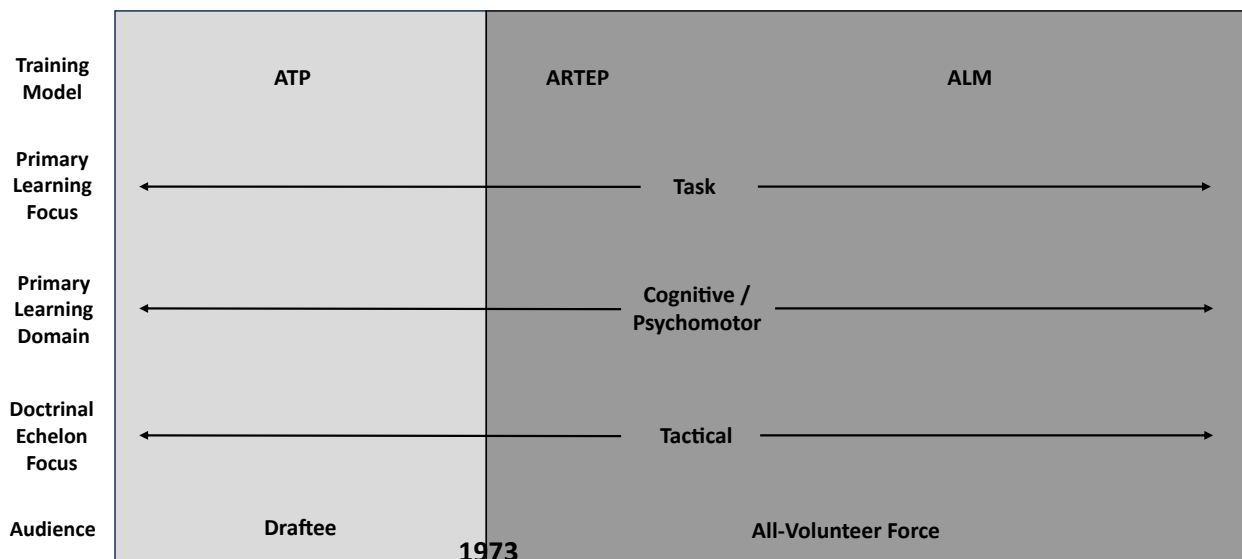 Training
Model
ATP
ARTEP
ALM
Primary
Learning
Focus
Task
Primary
Learning
Domain
Cognitive /
Psychomotor
Doctrinal
Echelon
Focus
Tactical
Audience
Draftee
All-Volunteer Force
1973